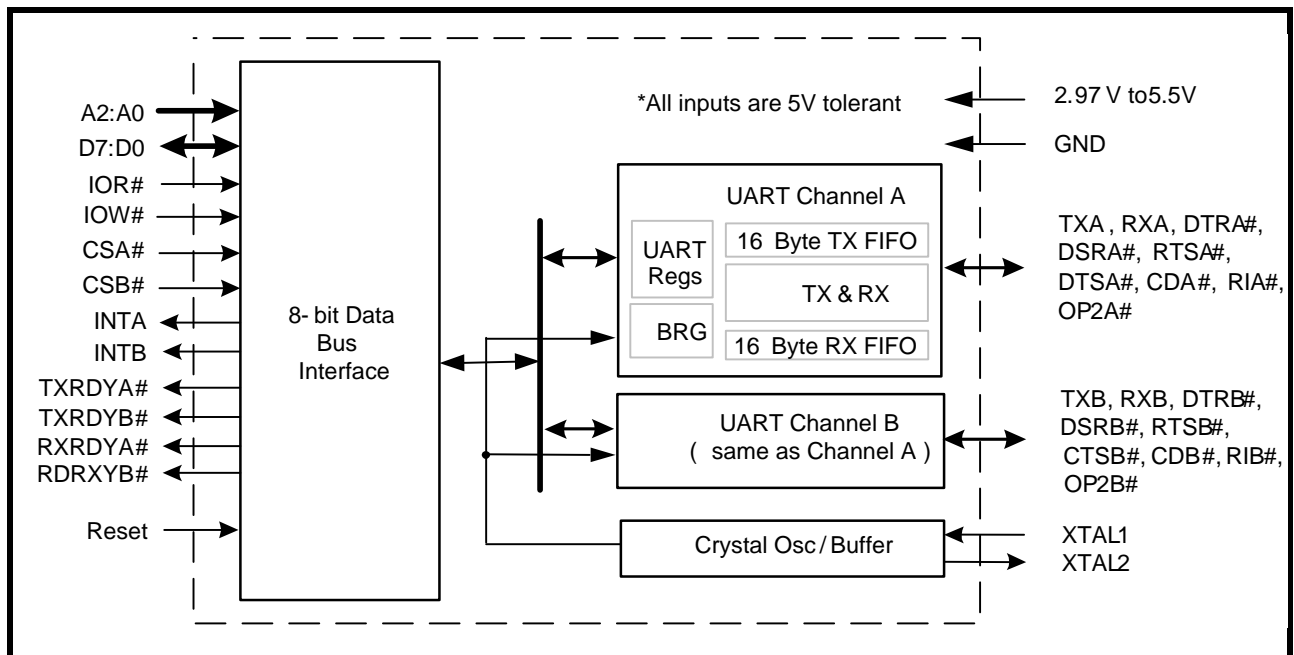 A2:A0
D7:D0
IOR#
IOW#
CSA#
CSB#
INTA
INTB
TXRDYA#
TXRDYB#
RXRDYA#
RDRXYB#
Reset
8- bit Data
Bus
Interface
*All inputs are 5V tolerant
UART Channel A
UART
Regs
BRG
16 Byte TX FIFO
TX & RX
16 Byte RX FIFO
UART Channel B
( same as Channel A )
Crystal Osc / Buffer
2.97 V to5.5V
GND
TXA , RXA, DTRA#,
DSRA#, RTSA#,
DTSA#, CDA#, RIA#,
OP2A#
TXB, RXB, DTRB#,
DSRB#, RTSB#,
CTSB#, CDB#, RIB#,
OP2B#
XTAL1
XTAL2